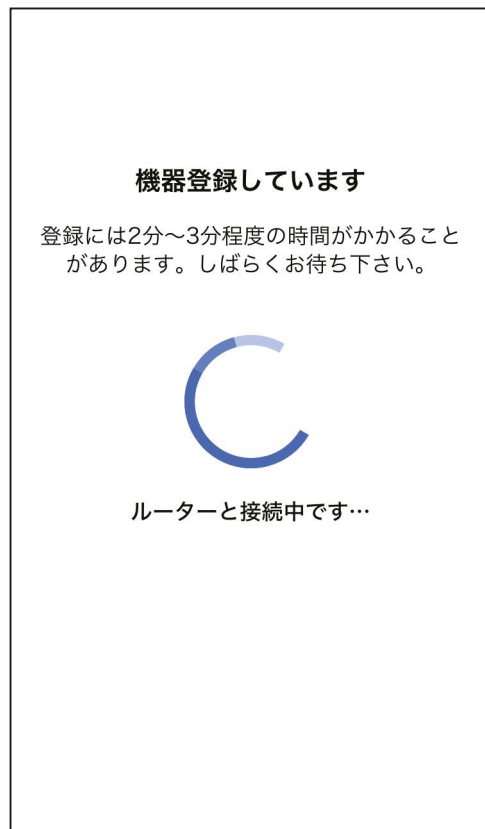 機器登録しています
登録には2分〜3分程度の時間がかかること
があります。しばらくお待ち下さい。
ルーターと接続中です…